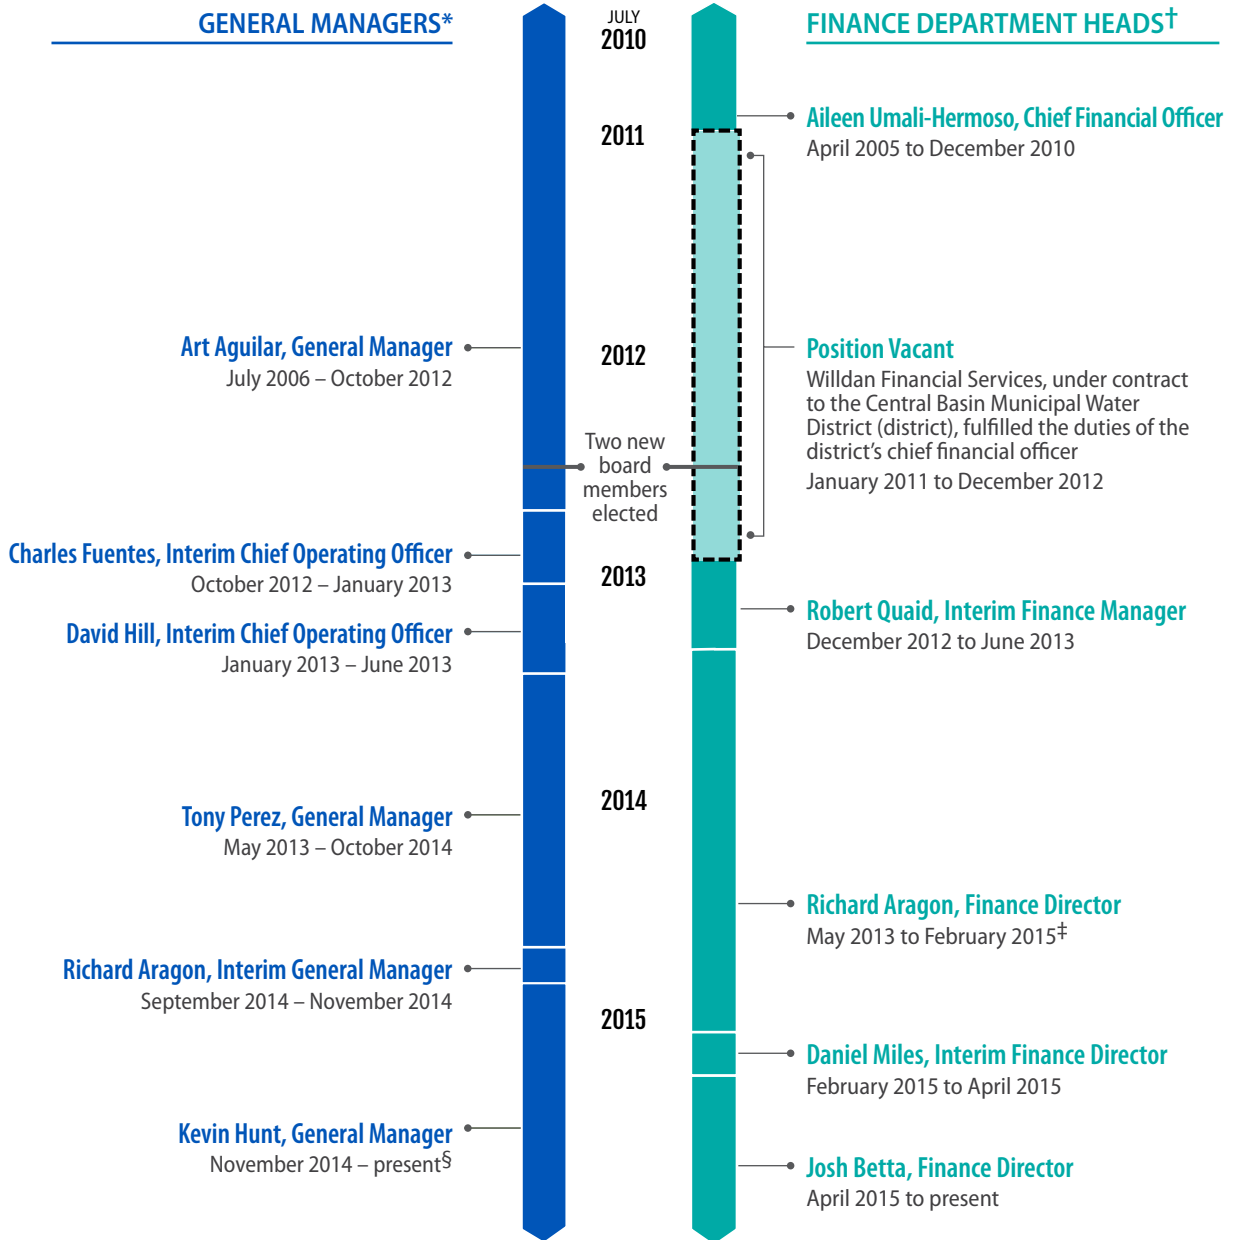 GENERAL MANAGERS*
JULY
2010
FINANCE DEPARTMENT HEADS†
Aileen Umali-Hermoso, Chief Financial Officer
April 2005 to December 2010
2011
Art Aguilar, General Manager
July 2006 – October 2012
2012
Position Vacant
Willdan Financial Services, under contract
to the Central Basin Municipal Water
District (district), fulfilled the duties of the
district’s chief financial officer
January 2011 to December 2012
Two new
board
members
elected
Charles Fuentes, Interim Chief Operating Officer
October 2012 – January 2013
2013
David Hill, Interim Chief Operating Officer
January 2013 – June 2013
Robert Quaid, Interim Finance Manager
December 2012 to June 2013
2014
Tony Perez, General Manager
May 2013 – October 2014
Richard Aragon, Finance Director
May 2013 to February 2015‡
Richard Aragon, Interim General Manager
September 2014 – November 2014
2015
Daniel Miles, Interim Finance Director
February 2015 to April 2015
Kevin Hunt, General Manager
November 2014 – present§
Josh Betta, Finance Director
April 2015 to present